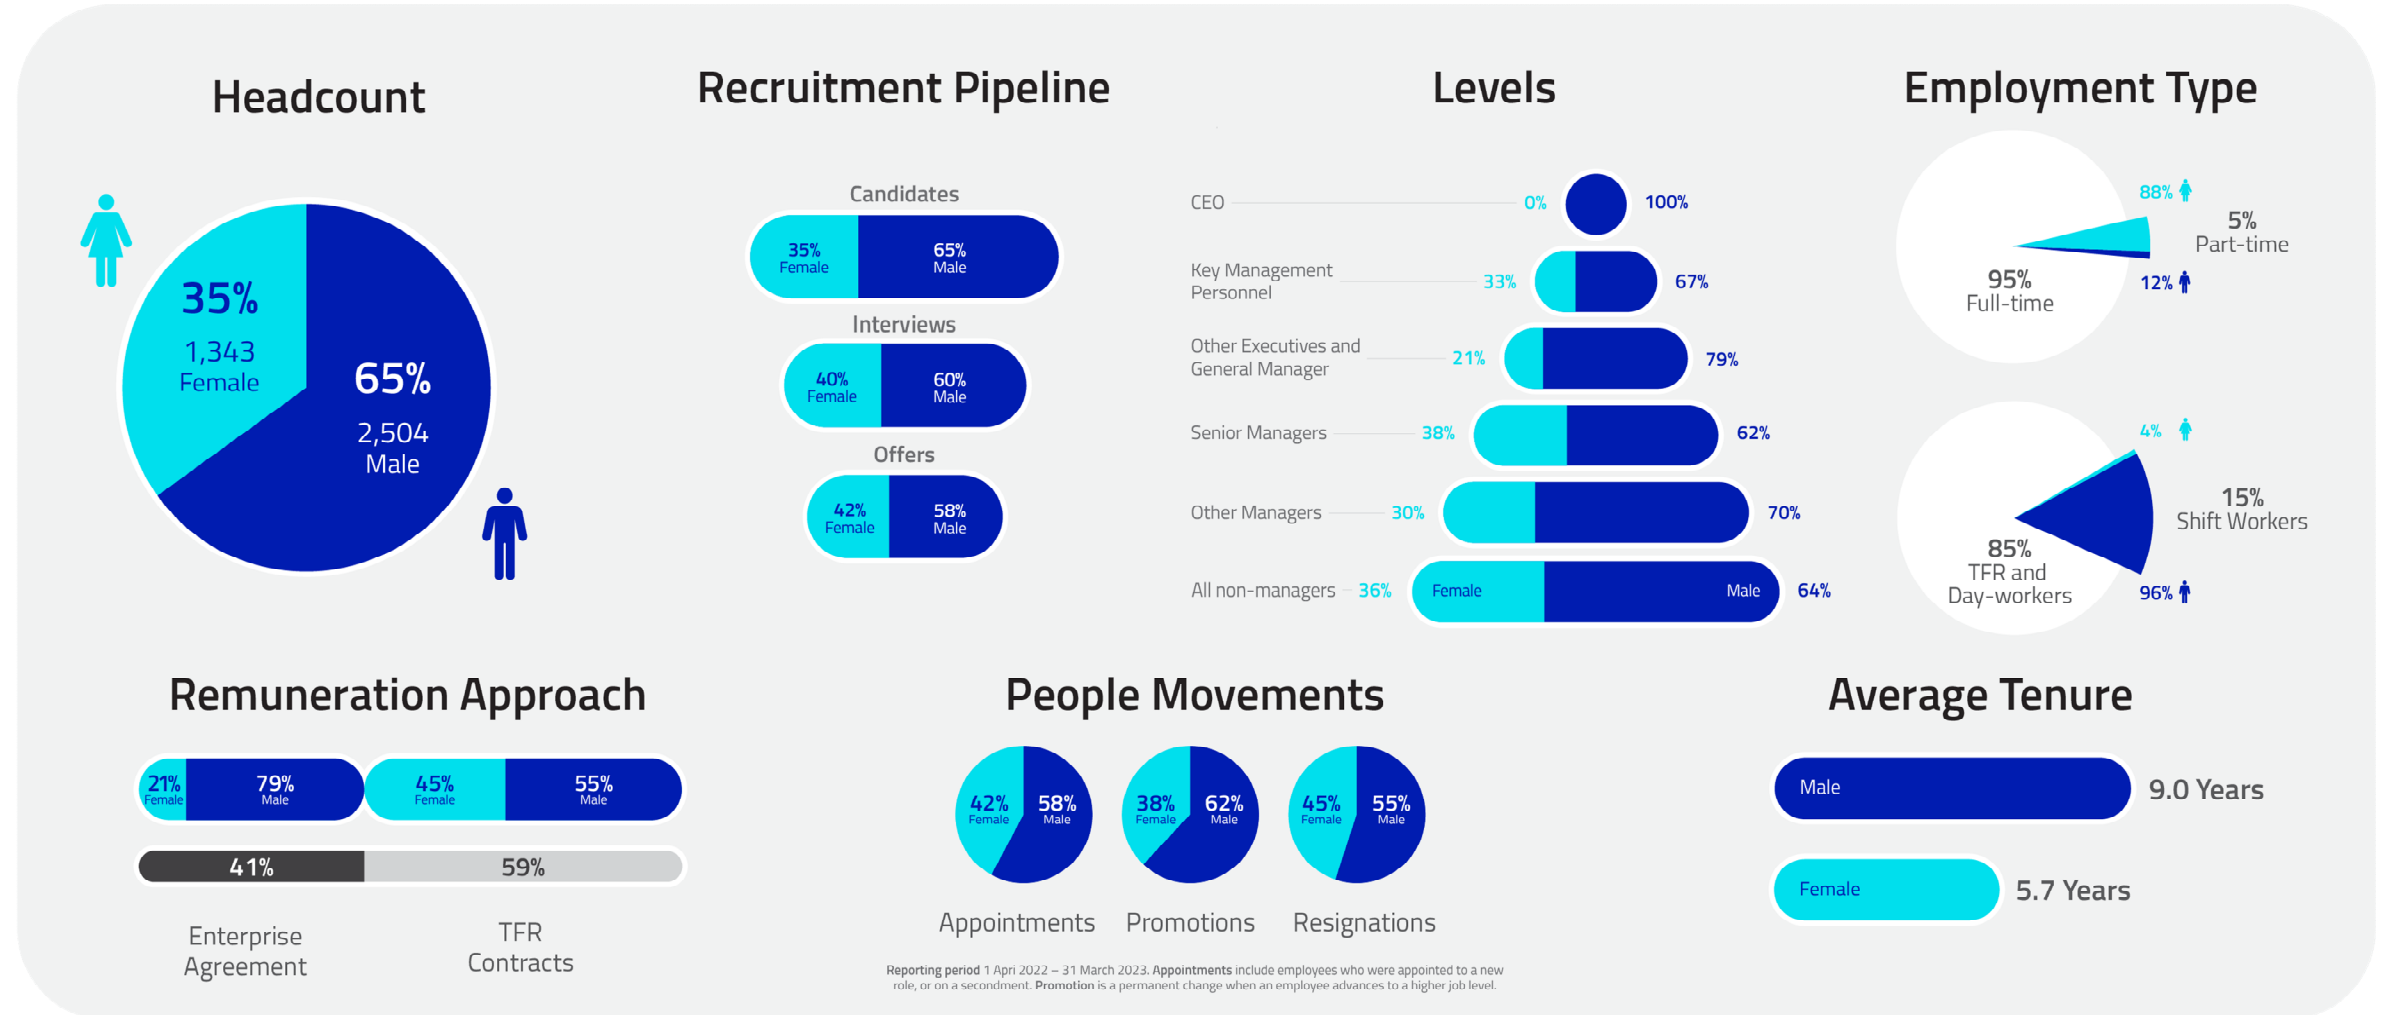 Headcount
35%
1,343
Female
65%
2,504
Male
Recruitment Pipeline
Candidates
35%
Female
65%
Male
Interviews
40%
Female
60%
Male
Offers
42%
Female
58%
Male
Levels
CEO
0%
100%
Key Management
Personnel
33%
67%
Other Executives and
General Manager
21%
79%
Senior Managers
38%
62%
Other Managers
30%
70%
All non-managers
36%
Female
Male
64%
Employment Type
95%
Full-time
88%
5%
Part-time
12%
85%
TFR and
Day-workers
4%
15%
Shift Workers
96%
Remuneration Approach
21%
Female
79%
Male
45%
Female
55%
Male
41%
59%
Enterprise
Agreement
TFR
Contracts
People Movements
42%
Female
58%
Male
Appointments
38%
Female
62%
Male
Promotions
45%
Female
55%
Male
Resignations
Reporting period 1 Apri 2022 – 31 March 2023. Appointments include employees who were appointed to a new
role, or on a secondment. Promotion is a permanent change when an employee advances to a higher job level.
Average Tenure
Male
9.0 Years
Female
5.7 Years